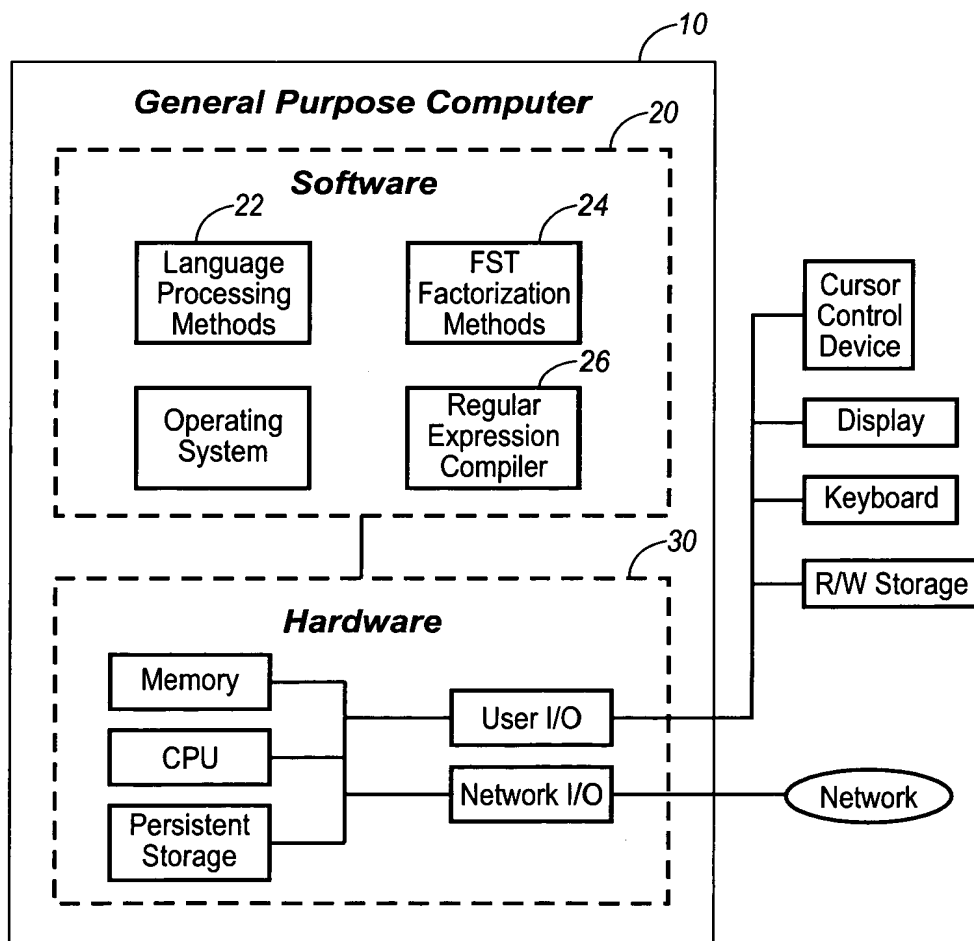 10
General Purpose Computer
20
Software
22
Language
Processing
Methods
24
FST
Factorization
Methods
Operating
System
26
Regular
Expression
Compiler
30
Hardware
Memory
CPU
Persistent
Storage
User I/O
Network I/O
Cursor
Control
Device
Display
Keyboard
R/W Storage
Network